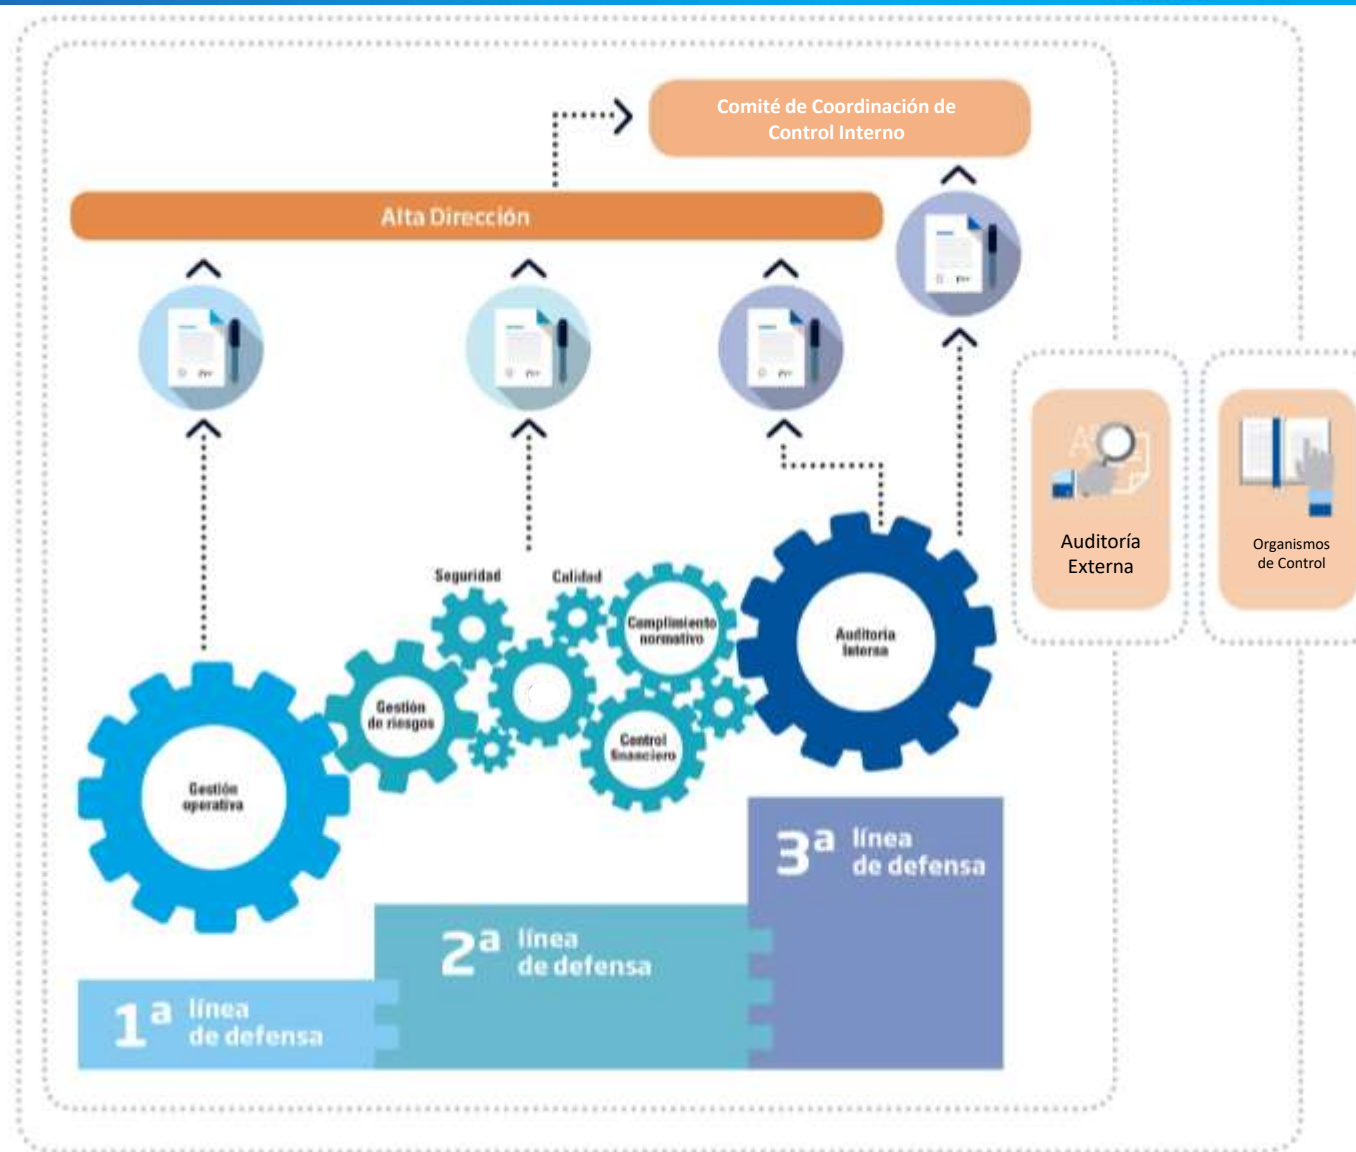 Comité de Coordinación de
Control Interno
Alta Dirección
Auditoría
Externa
Organismos
de Control
Seguridad
Calidad
Cumplimiento
normativo
Auditoría
Interna
Gestión
de riesgos
Control
financiero
Gestión
operativa
3ª línea
de defensa
2ª línea
de defensa
1ª línea
de defensa